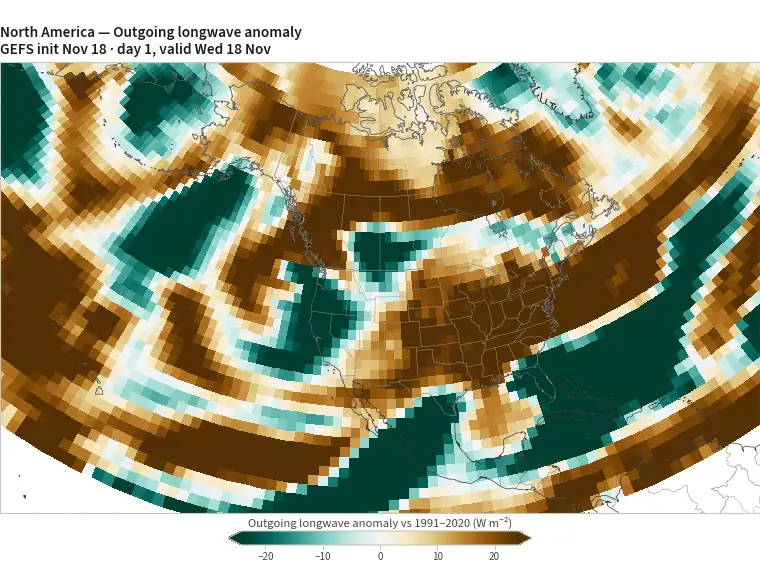 North America — Outgoing longwave anomaly
GEFS init Nov 18 · day 1, valid Wed 18 Nov
Outgoing longwave anomaly vs 1991–2020 (W m⁻²)
−20 −10 0 10 20